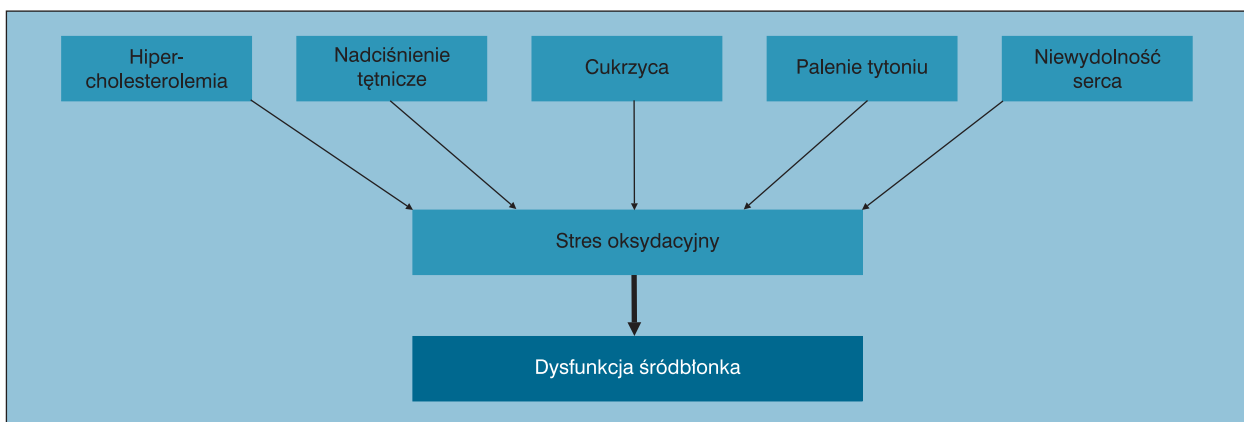 Hiper-
cholesterolemia
Nadciśnienie
tętnicze
Cukrzyca
Palenie tytoniu
Niewydolność
serca
Stres oksydacyjny
Dysfunkcja śródbłonka